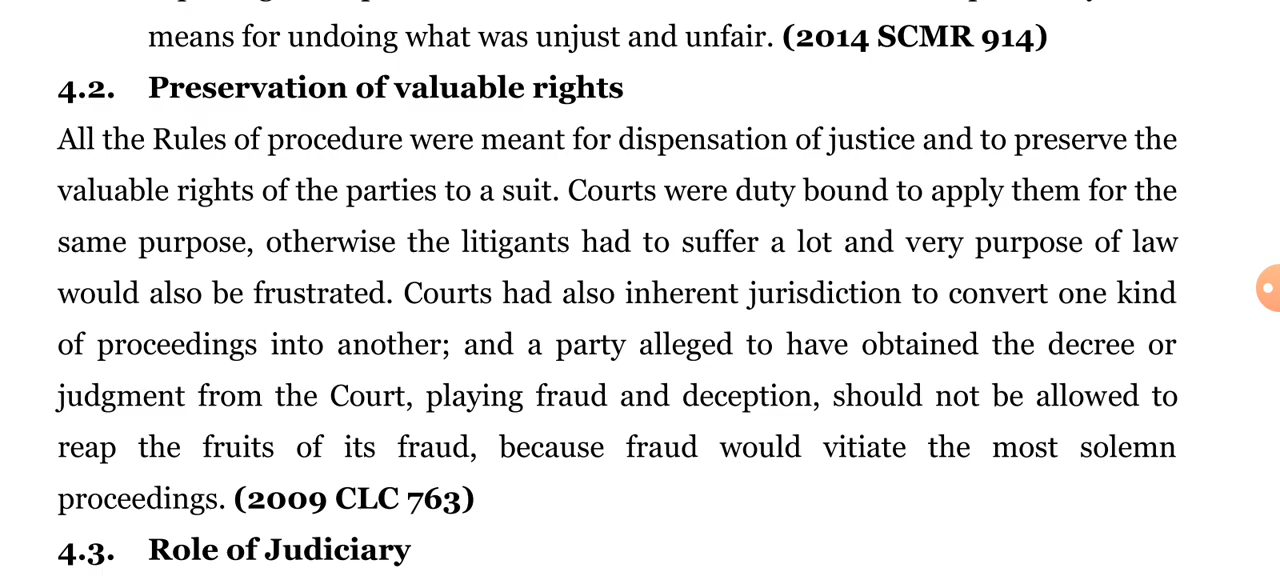 means for undoing what was unjust and unfair. (2014 SCMR 914)
4.2. Preservation of valuable rights
All the Rules of procedure were meant for dispensation of justice and to preserve the
valuable rights of the parties to a suit. Courts were duty bound to apply them for the
same purpose, otherwise the litigants had to suffer a lot and very purpose of law
would also be frustrated. Courts had also inherent jurisdiction to convert one kind
of proceedings into another; and a party alleged to have obtained the decree or
judgment from the Court, playing fraud and deception, should not be allowed to
reap the fruits of its fraud, because fraud would vitiate the most solemn
proceedings. (2009 CLC 763)
4.3. Role of Judiciary